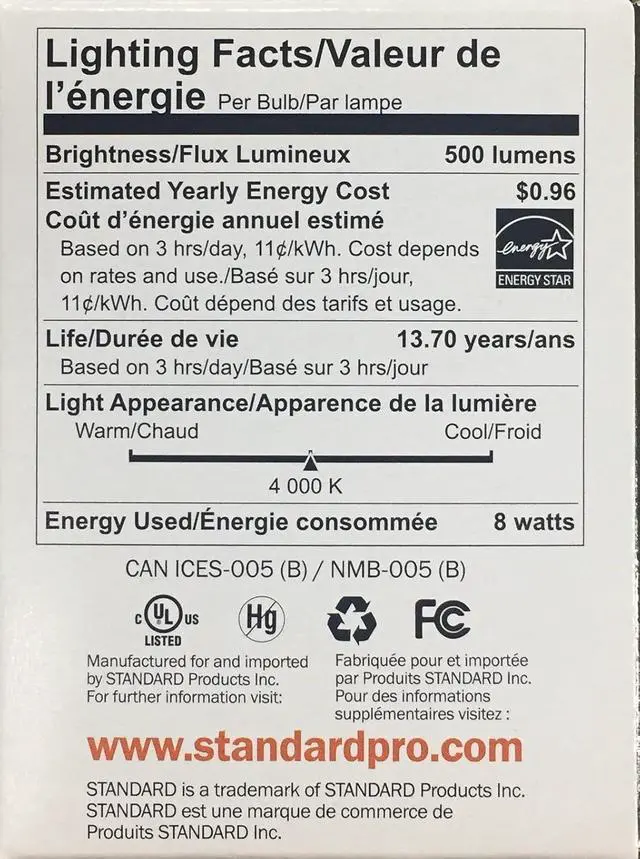 Lighting Facts/Valeur de
l'énergie Per Bulb/Par lampe
Brightness/Flux Lumineux 500 lumens
Estimated Yearly Energy Cost $0.96
Coût d'énergie annuel estimé
Based on 3 hrs/day, 11¢/kWh. Cost depends
on rates and use./Basé sur 3 hrs/jour,
11¢/kWh. Coût dépend des tarifs et usage.
energy
ENERGY STAR
Life/Durée de vie 13.70 years/ans
Based on 3 hrs/day/Basé sur 3 hrs/jour
Light Appearance/Apparence de la lumière
Warm/Chaud Cool/Froid
4 000 K
Energy Used/Énergie consommée 8 watts
CAN ICES-005 (B) / NMB-005 (B)
C UL US Hg FC
LISTED
Manufactured for and imported
by STANDARD Products Inc.
For further information visit:
Fabriquée pour et importée
par Produits STANDARD Inc.
Pour des informations
supplémentaires visitez :
www.standardpro.com
STANDARD is a trademark of STANDARD Products Inc.
STANDARD est une marque de commerce de
Produits STANDARD Inc.